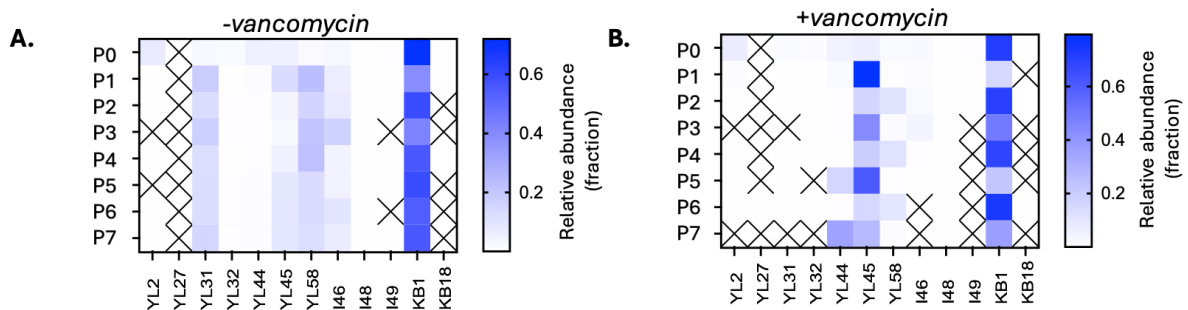 A.
-vancomycin
P0
P1
P2
P3
P4
P5
P6
P7
YL2
YL27
YL31
YL32
YL44
YL45
YL58
I46
I48
I49
KB1
KB18
0.6
0.4
0.2
Relative abundance
(fraction)
B.
+vancomycin
P0
P1
P2
P3
P4
P5
P6
P7
YL2
YL27
YL31
YL32
YL44
YL45
YL58
I46
I48
I49
KB1
KB18
0.6
0.4
0.2
Relative abundance
(fraction)